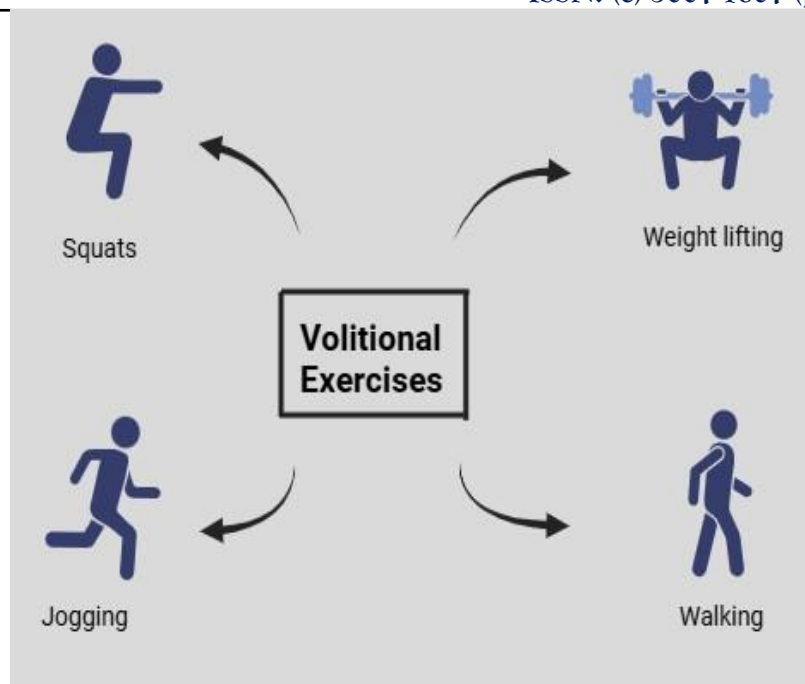 Squats
Weight lifting
Volitional
Exercises
Jogging
Walking